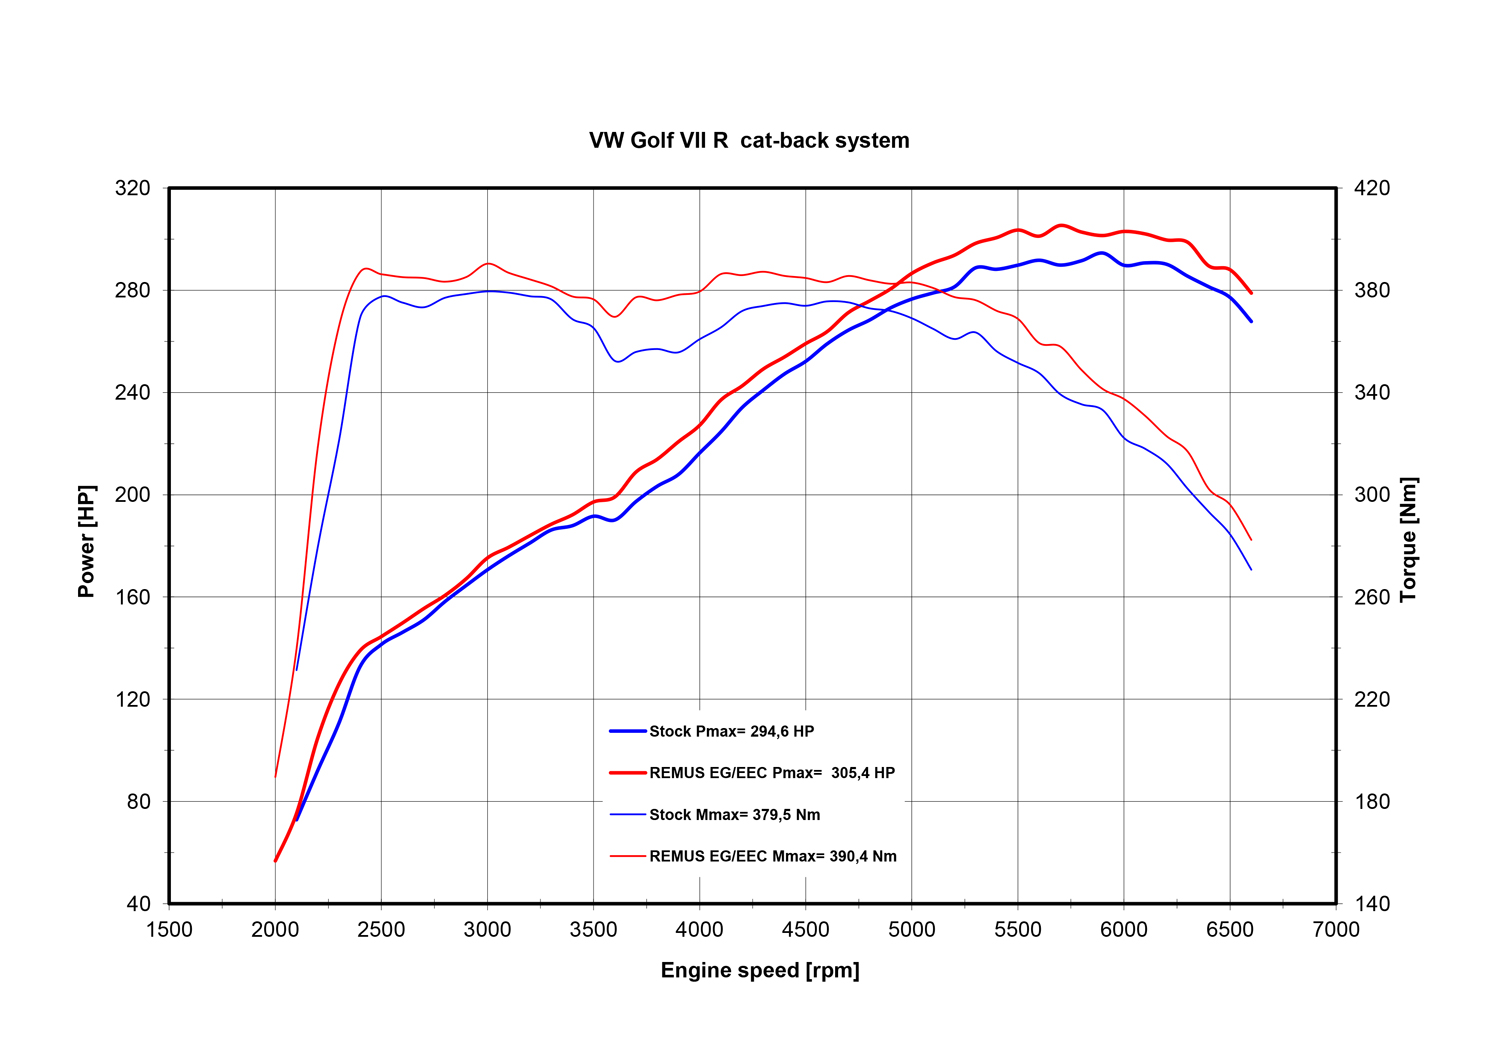 VW Golf VII R  cat-back system
320
280
240
200
160
120
80
40
Power [HP]
420
380
340
300
260
220
180
140
Torque [Nm]
Stock Pmax= 294,6 HP
REMUS EG/EEC Pmax=  305,4 HP
Stock Mmax= 379,5 Nm
REMUS EG/EEC Mmax= 390,4 Nm
1500 2000 2500 3000 3500 4000 4500 5000 5500 6000 6500 7000
Engine speed [rpm]